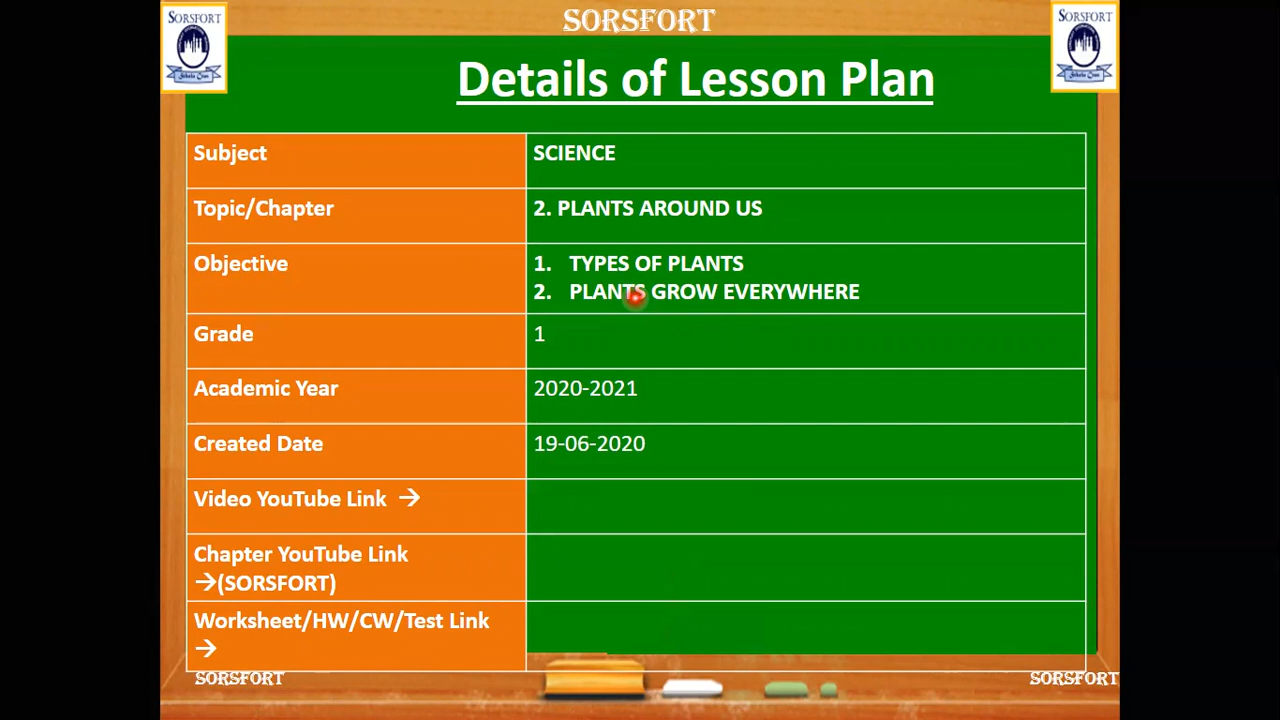 SORSFORT
SORSFORT
SORSFORT
Details of Lesson Plan
Subject
SCIENCE
Topic/Chapter
2. PLANTS AROUND US
Objective
1. TYPES OF PLANTS
2. PLANTS GROW EVERYWHERE
Grade
1
Academic Year
2020-2021
Created Date
19-06-2020
Video YouTube Link →
Chapter YouTube Link
→(SORSFORT)
Worksheet/HW/CW/Test Link
→
SORSFORT
SORSFORT